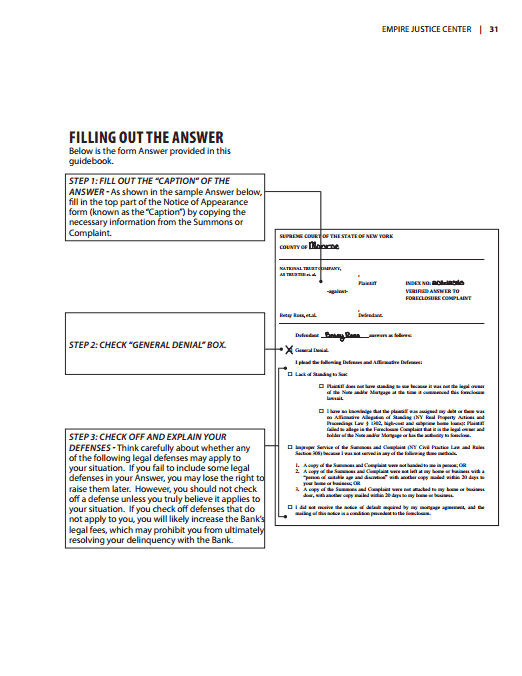 EMPIRE JUSTICE CENTER | 31
FILLING OUT THE ANSWER
Below is the form Answer provided in this
guidebook.
STEP 1: FILL OUT THE “CAPTION” OF THE
ANSWER - As shown in the sample Answer below,
fill in the top part of the Notice of Appearance
form (known as the “Caption”) by copying the
necessary information from the Summons or
Complaint.
SUPREME COURT OF THE STATE OF NEW YORK
COUNTY OF Monroe
NATIONAL TRUST COMPANY,
AS TRUSTEE et. al.
Plaintiff INDEX NO:
-against- VERIFIED ANSWER TO
FORECLOSURE COMPLAINT
Betsy Ross, et.al. Defendant.
STEP 2: CHECK “GENERAL DENIAL” BOX.
Defendant Betsy Ross answers as follows:
General Denial.
I plead the following Defenses and Affirmative Defenses:
Lack of Standing to Sue:
Plaintiff does not have standing to sue because it was not the legal owner
of the Note and/or Mortgage at the time it commenced this foreclosure
lawsuit.
I have no knowledge that the plaintiff was assigned my debt or there was
no Affirmative Allegation of Standing (NY Real Property Actions and
Proceedings Law § 1302, high-cost and subprime home loans): Plaintiff
failed to allege in the Foreclosure Complaint that it is the legal owner and
holder of the Note and/or Mortgage or has the authority to foreclose.
STEP 3: CHECK OFF AND EXPLAIN YOUR
DEFENSES - Think carefully about whether any
of the following legal defenses may apply to
your situation. If you fail to include some legal
defenses in your Answer, you may lose the right to
raise them later. However, you should not check
off a defense unless you truly believe it applies to
your situation. If you check off defenses that do
not apply to you, you will likely increase the Bank’s
legal fees, which may prohibit you from ultimately
resolving your delinquency with the Bank.
Improper Service of the Summons and Complaint (NY Civil Practice Law and Rules
Section 308) because I was not served in any of the following three methods.
1. A copy of the Summons and Complaint were not handed to me in person; OR
2. A copy of the Summons and Complaint were not left at my home or business with a
“person of suitable age and discretion” with another copy mailed within 20 days to
your home or business; OR
3. A copy of the Summons and Complaint were not attached to my home or business
door, with another copy mailed within 20 days to my home or business.
I did not receive the notice of default required by my mortgage agreement, and the
mailing of this notice is a condition precedent to the foreclosure.